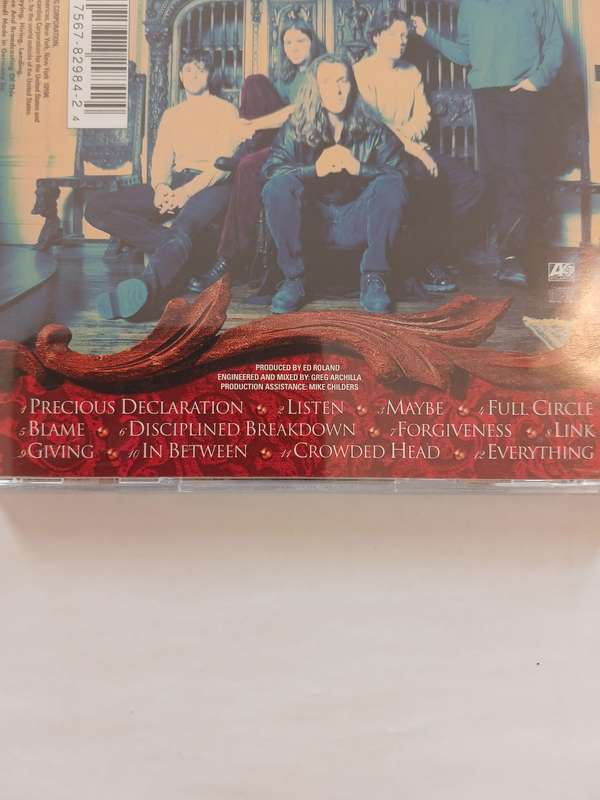 7567-82984-2
4
PRODUCED BY ED ROLAND
ENGINEERED AND MIXED BY: GREG ARCHILLA
PRODUCTION ASSISTANCE: MIKE CHILDERS
1 PRECIOUS DECLARATION 2 LISTEN 3 MAYBE 4 FULL CIRCLE
5 BLAME 6 DISCIPLINED BREAKDOWN 7 FORGIVENESS 8 LINK
9 GIVING 10 IN BETWEEN 11 CROWDED HEAD 12 EVERYTHING